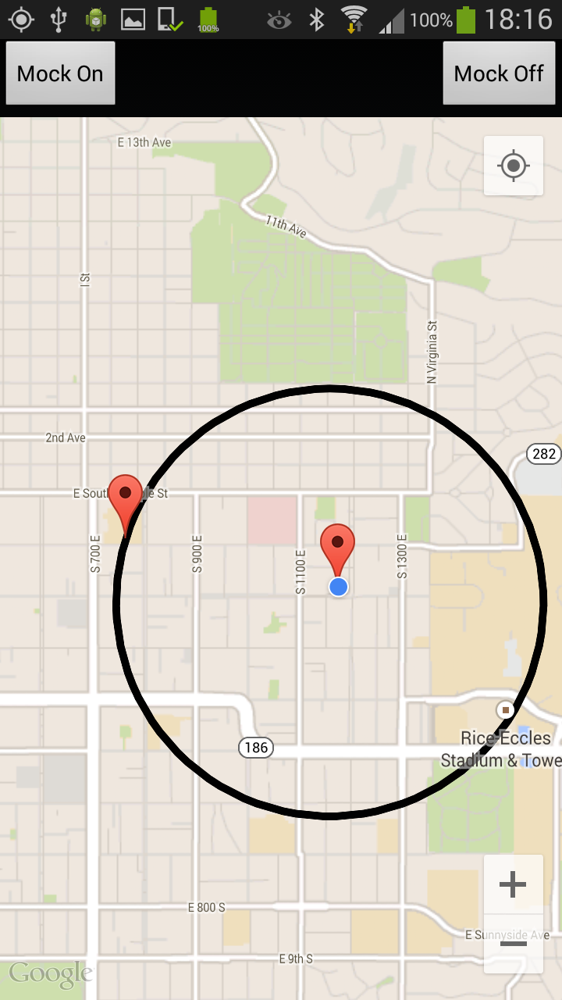 100%
100%
18:16
Mock On
Mock Off
E 13th Ave
11th Ave
I St
N Virginia St
2nd Ave
282
E South
le St
S 700 E
S 900 E
S 1100 E
S 1300 E
186
Rice-Eccles
Stadium & Towe
E 800 S
E Sunnyside Ave
E 9th S
Google